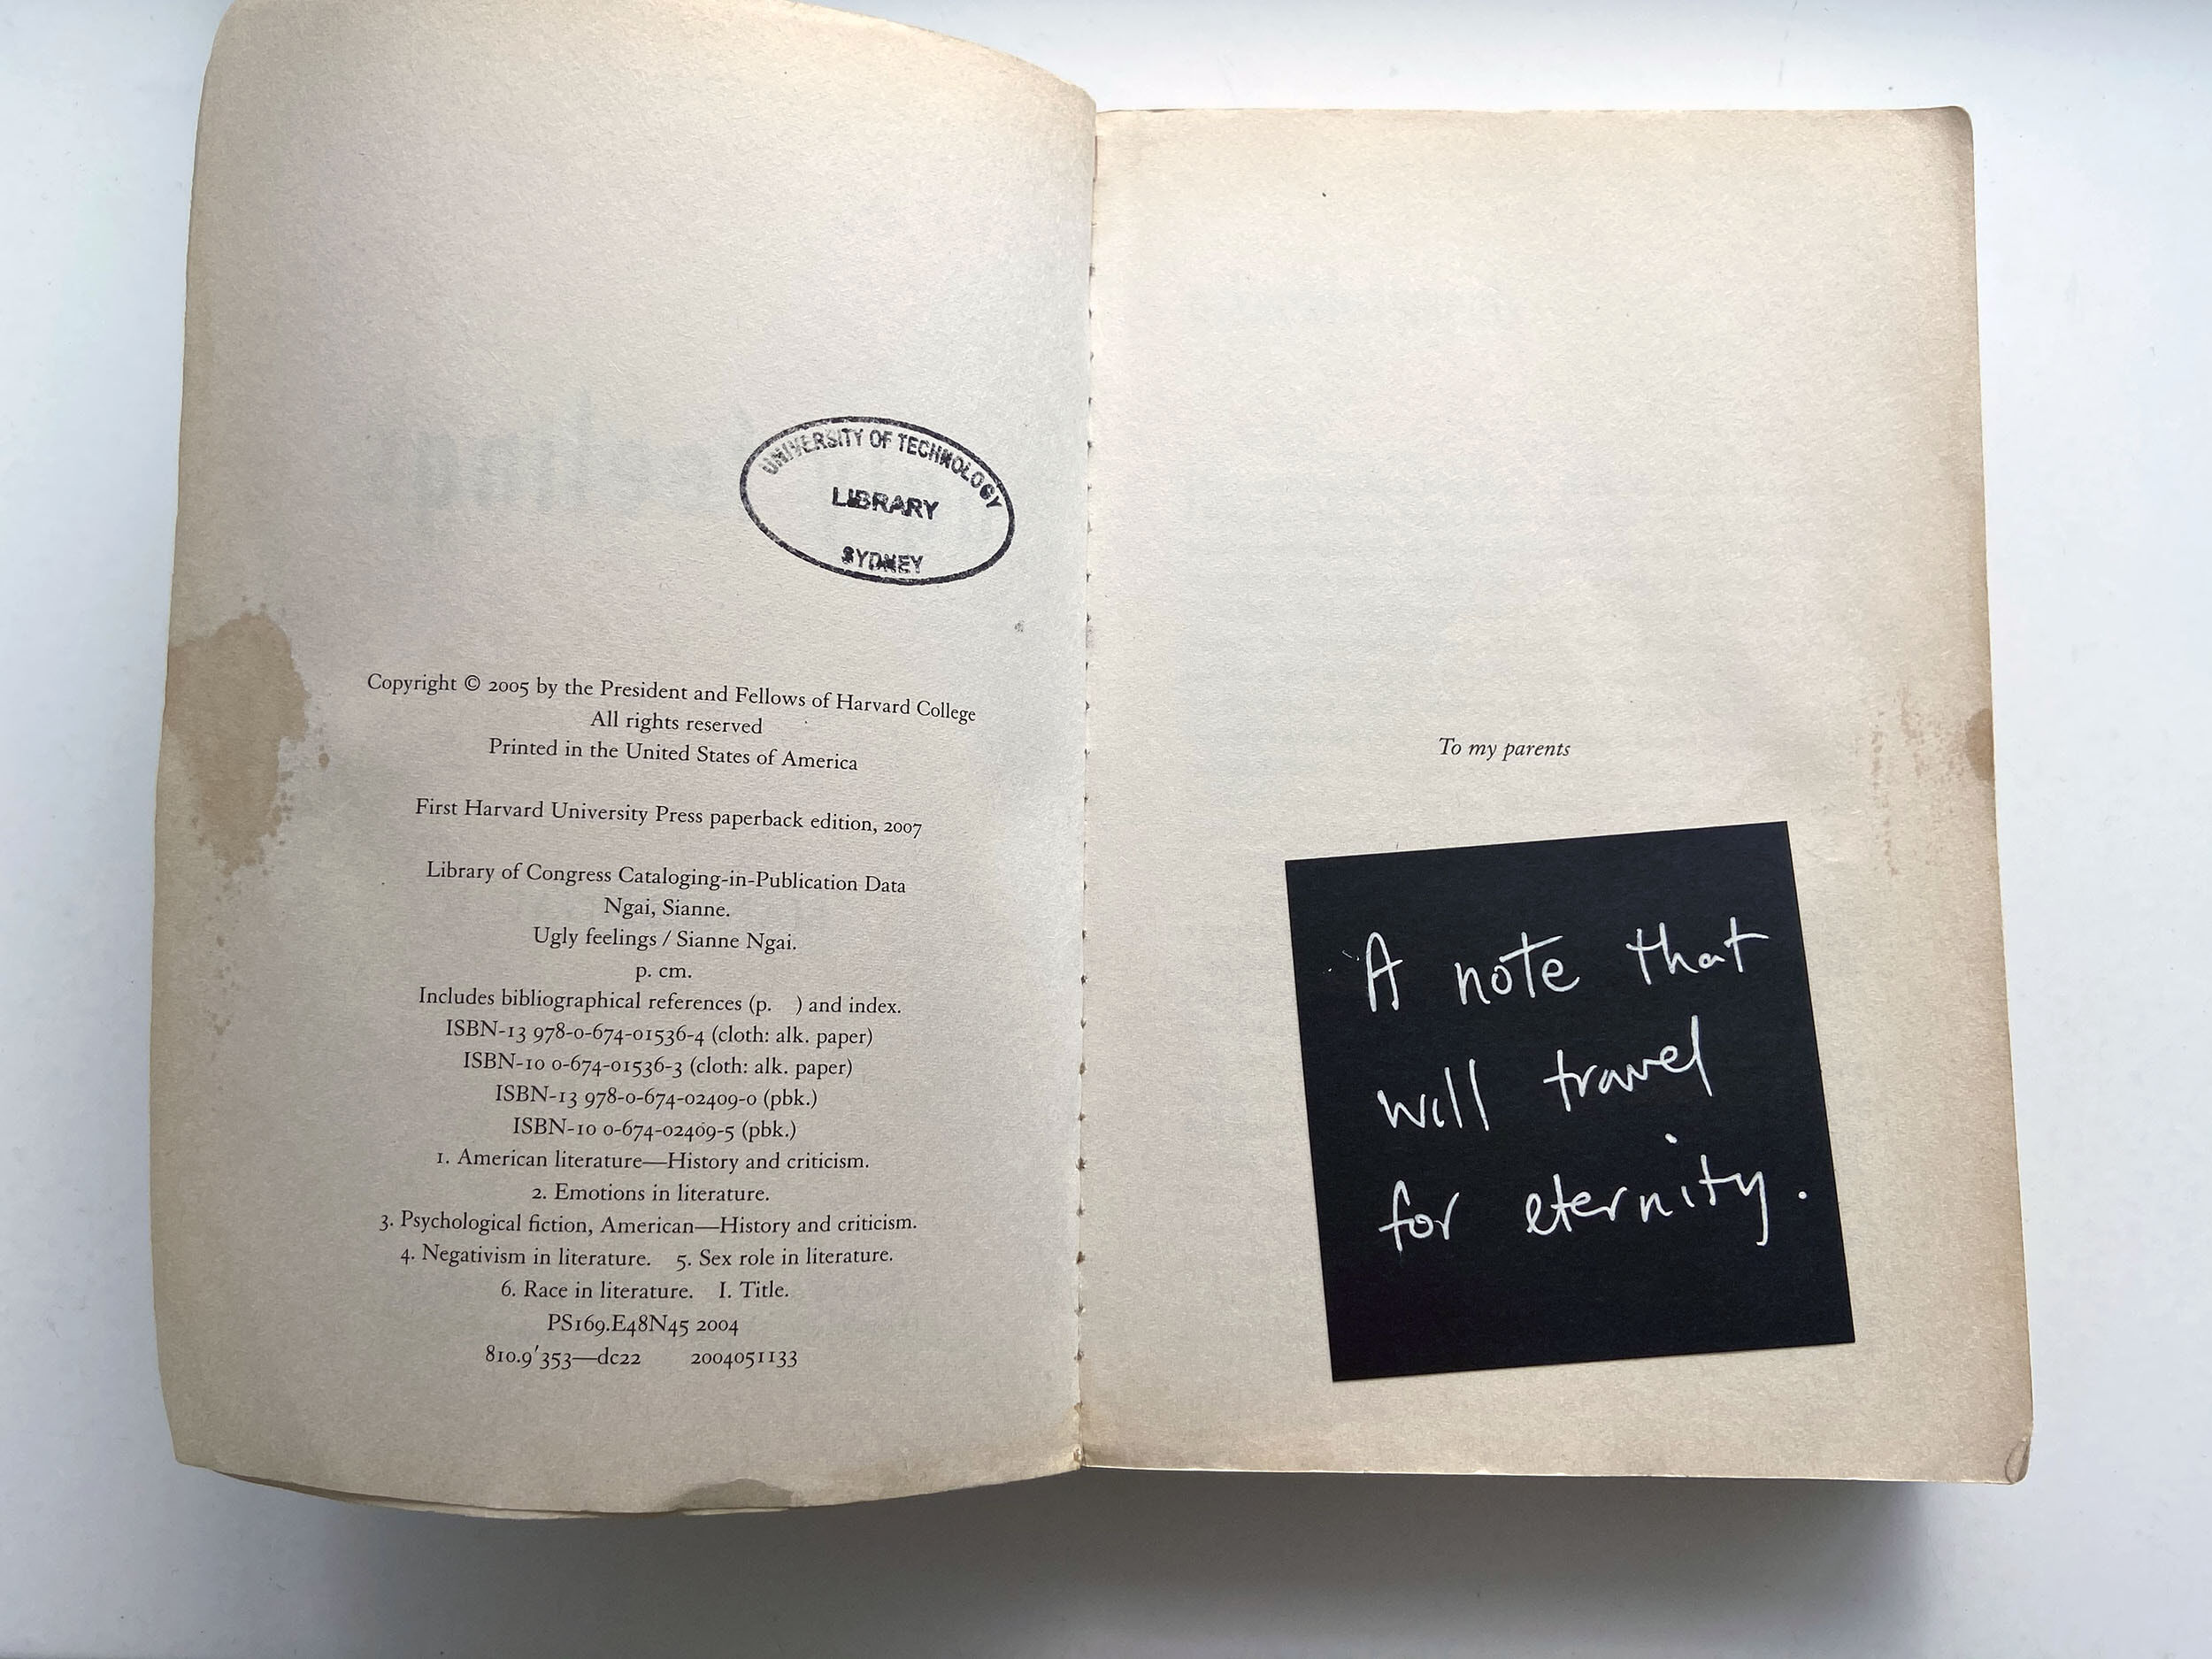 UNIVERSITY OF TECHNOLOGY
LIBRARY
SYDNEY
Copyright © 2005 by the President and Fellows of Harvard College
All rights reserved
Printed in the United States of America
First Harvard University Press paperback edition, 2007
Library of Congress Cataloging-in-Publication Data
Ngai, Sianne.
Ugly feelings / Sianne Ngai.
p. cm.
Includes bibliographical references (p.    ) and index.
ISBN-13 978-0-674-01536-4 (cloth: alk. paper)
ISBN-10 0-674-01536-3 (cloth: alk. paper)
ISBN-13 978-0-674-02409-0 (pbk.)
ISBN-10 0-674-02409-5 (pbk.)
1. American literature—History and criticism.
2. Emotions in literature.
3. Psychological fiction, American—History and criticism.
4. Negativism in literature.    5. Sex role in literature.
6. Race in literature.    I. Title.
PS169.E48N45 2004
810.9′353—dc22    2004051133
To my parents
A note that
will travel
for eternity.